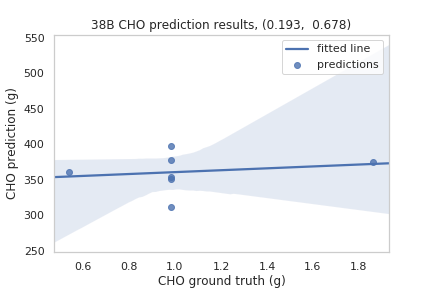 38B CHO prediction results, (0.193, 0.678)
fitted line
predictions
CHO prediction (g)
550
500
450
400
350
300
250
0.6 0.8 1.0 1.2 1.4 1.6 1.8
CHO ground truth (g)